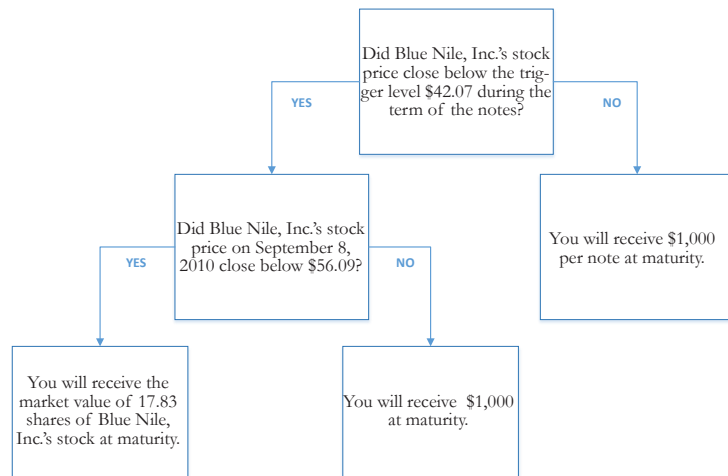 Did Blue Nile, Inc.'s stock
price close below the trig-
ger level $42.07 during the
term of the notes?
YES
NO
Did Blue Nile, Inc.'s stock
price on September 8,
2010 close below $56.09?
You will receive $1,000
per note at maturity.
YES
NO
You will receive the
market value of 17.83
shares of Blue Nile,
Inc.'s stock at maturity.
You will receive $1,000
at maturity.